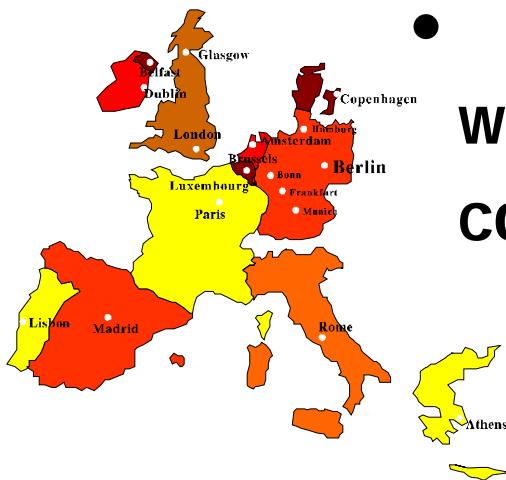 Glasgow
Belfast
Dublin
Copenhagen
London
Hamburg
Amsterdam
Brussels
Berlin
Bonn
Luxembourg
Frankfurt
Paris
Munich
Lisbon
Madrid
Rome
Athens
W
CO